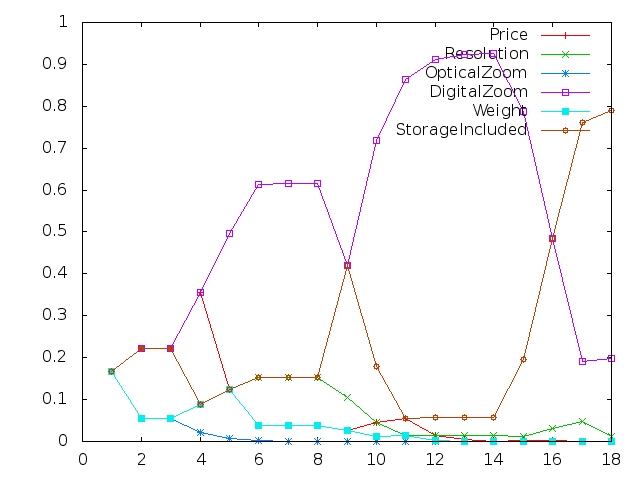 1
Price
Resolution
0.9
OpticalZoom
DigitalZoom
0.8
Weight
StorageIncluded
0.7
0.6
0.5
0.4
0.3
0.2
0.1
0
0 2 4 6 8 10 12 14 16 18